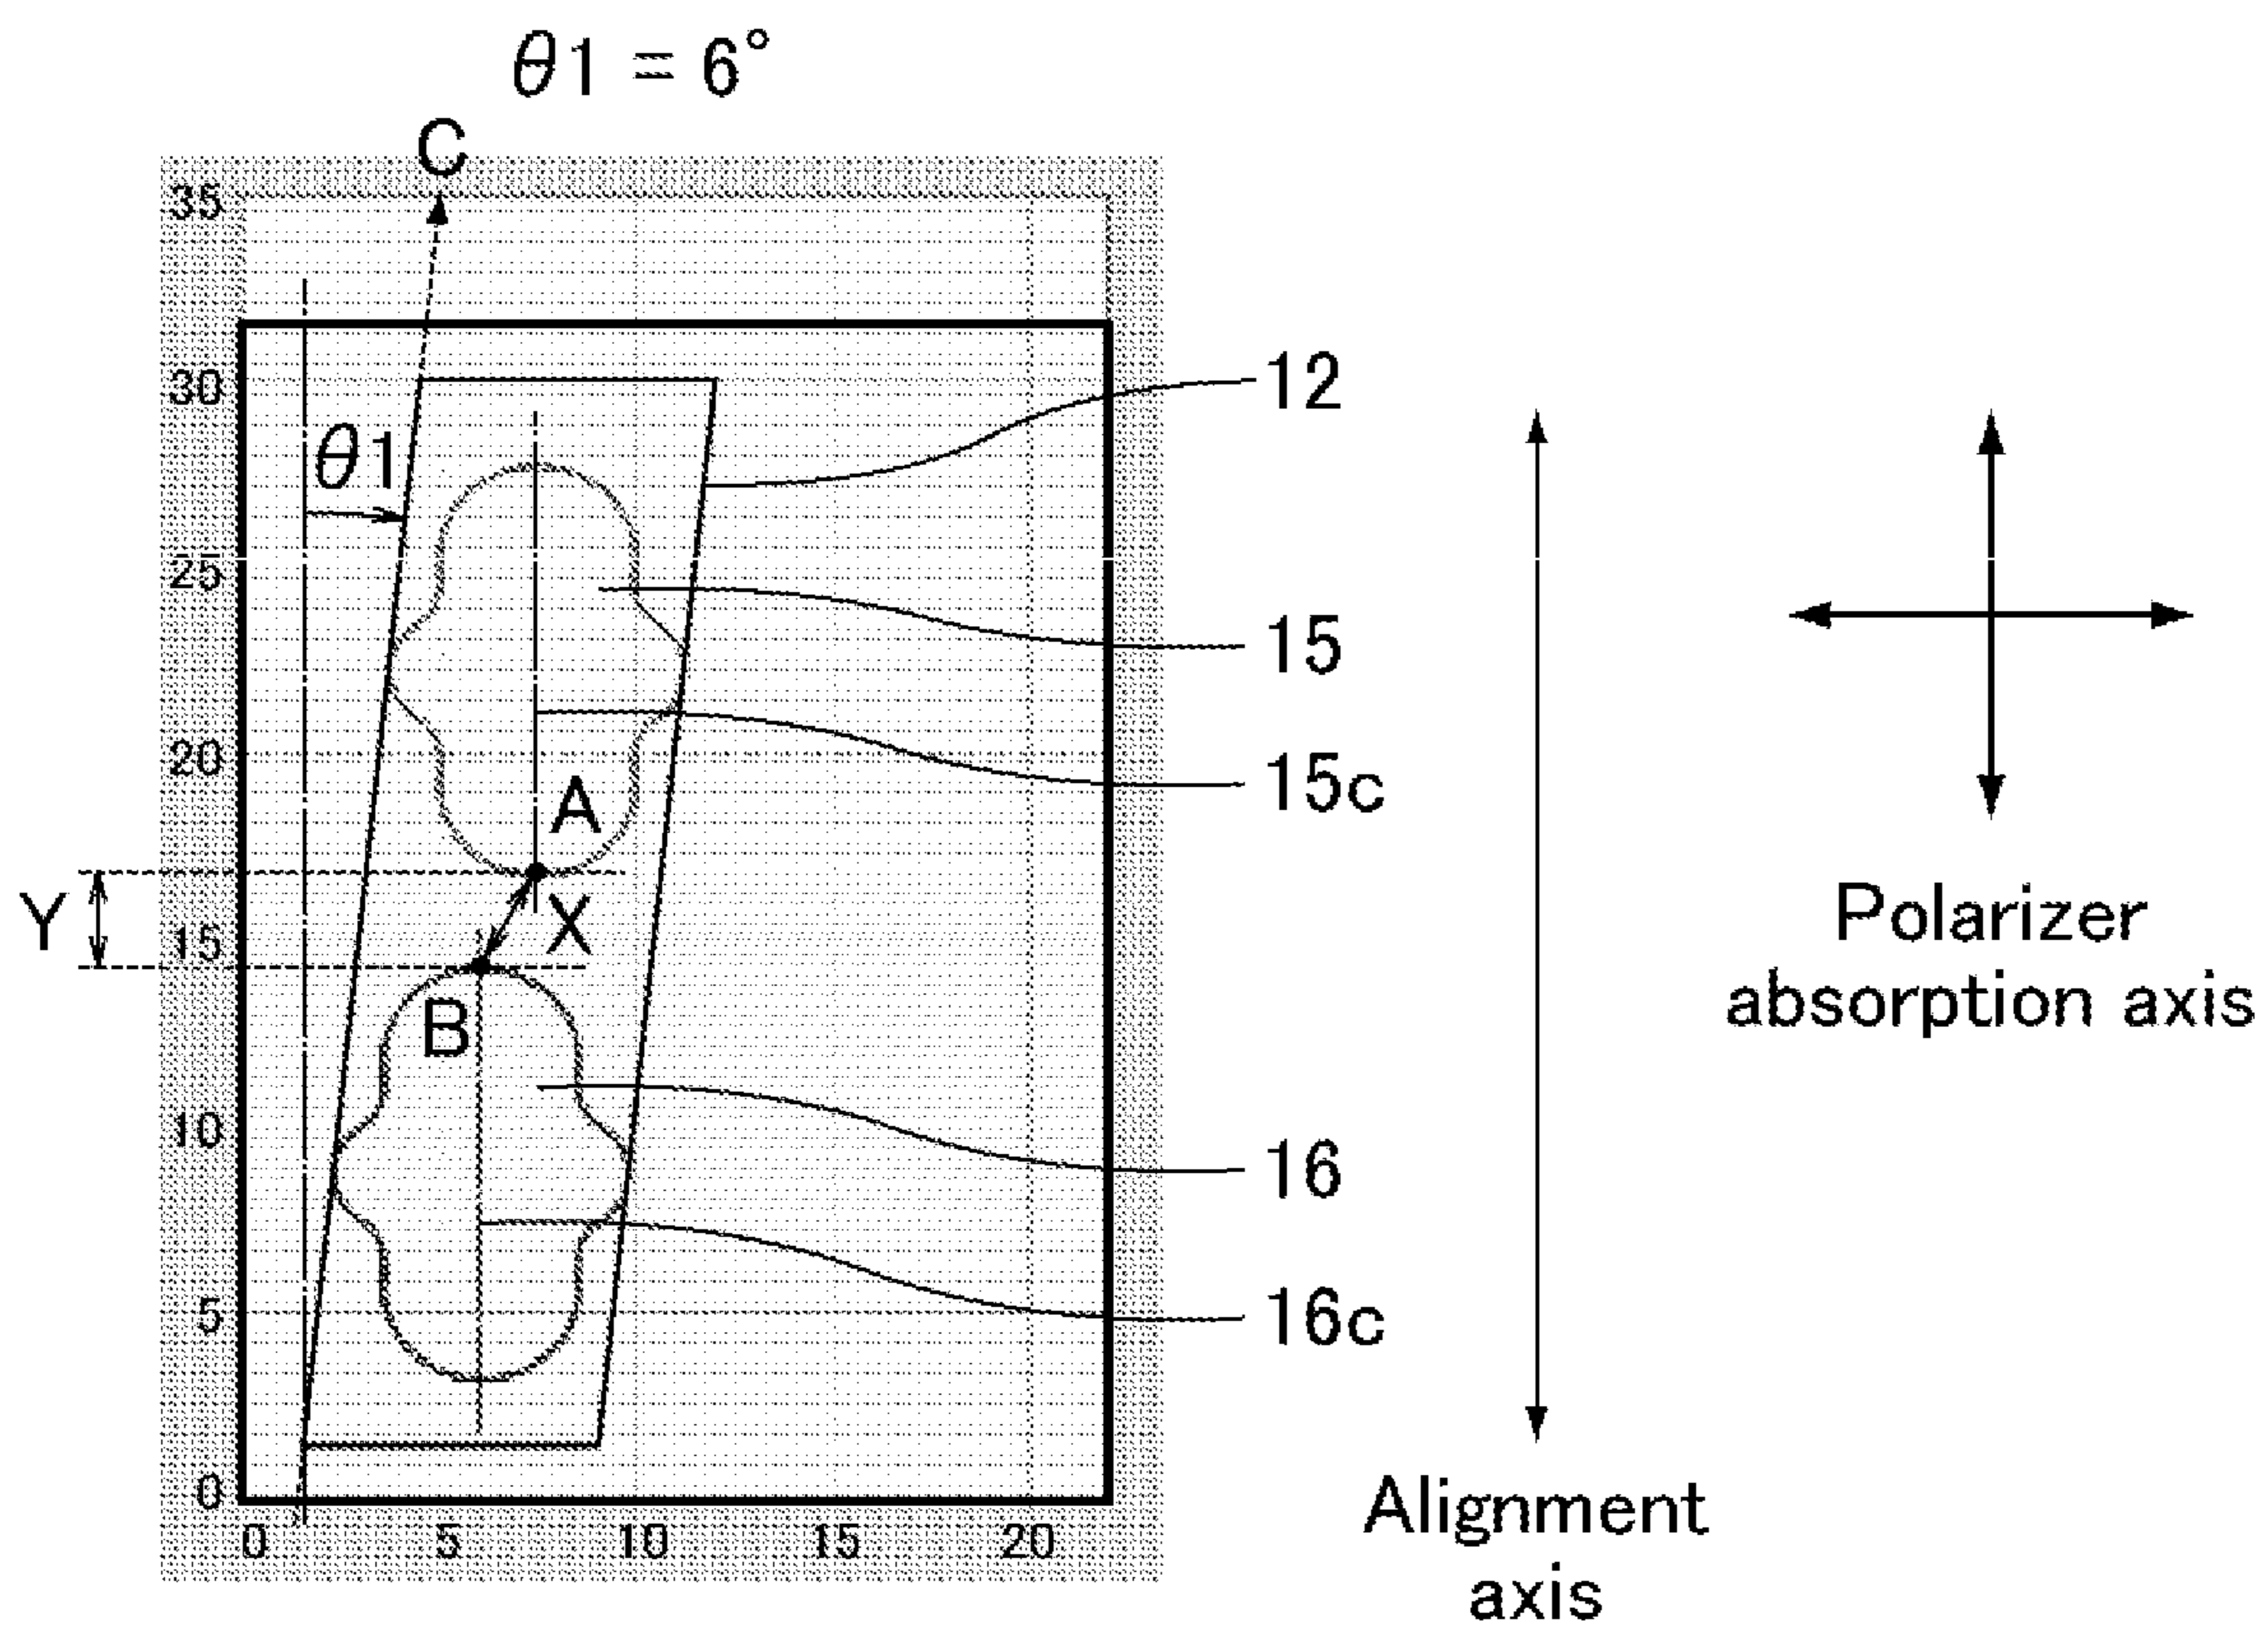 θ1 = 6°
C
35
30
12
θ1
25
15
20
15c
A
Y
X
15
Polarizer
absorption axis
B
10
16
5
16c
0
0 5 10 15 20
Alignment
axis